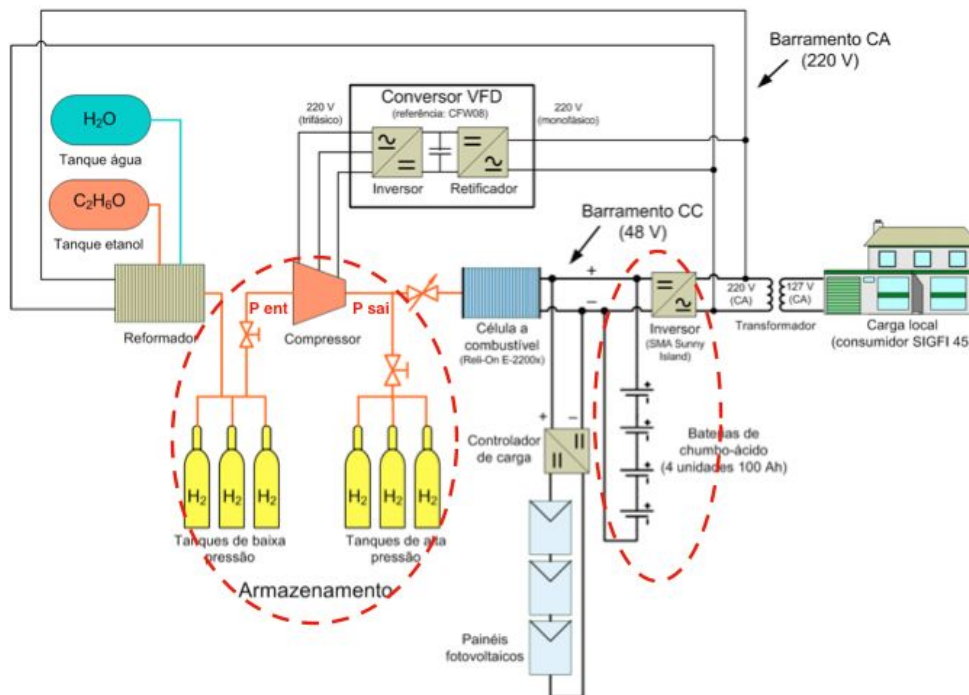 Barramento CA
(220 V)
Conversor VFD
(referência: CFW08)
220 V
(trifásico)
220 V
(monofásico)
Inversor
Retificador
H₂O
Tanque água
C₂H₆O
Tanque etanol
Barramento CC
(48 V)
P ent
P sai
+
−
220 V
(CA)
127 V
(CA)
Reformador
Compressor
Célula a
combustível
(Reli-On E-2200x)
Inversor
(SMA Sunny
Island)
Transformador
Carga local
(consumidor SIGFI 45
+
−
Controlador
de carga
Baterias de
chumbo-ácido
(4 unidades 100 Ah)
H₂
H₂
H₂
H₂
H₂
H₂
Tanques de baixa
pressão
Tanques de alta
pressão
Armazenamento
Painéis
fotovoltaicos